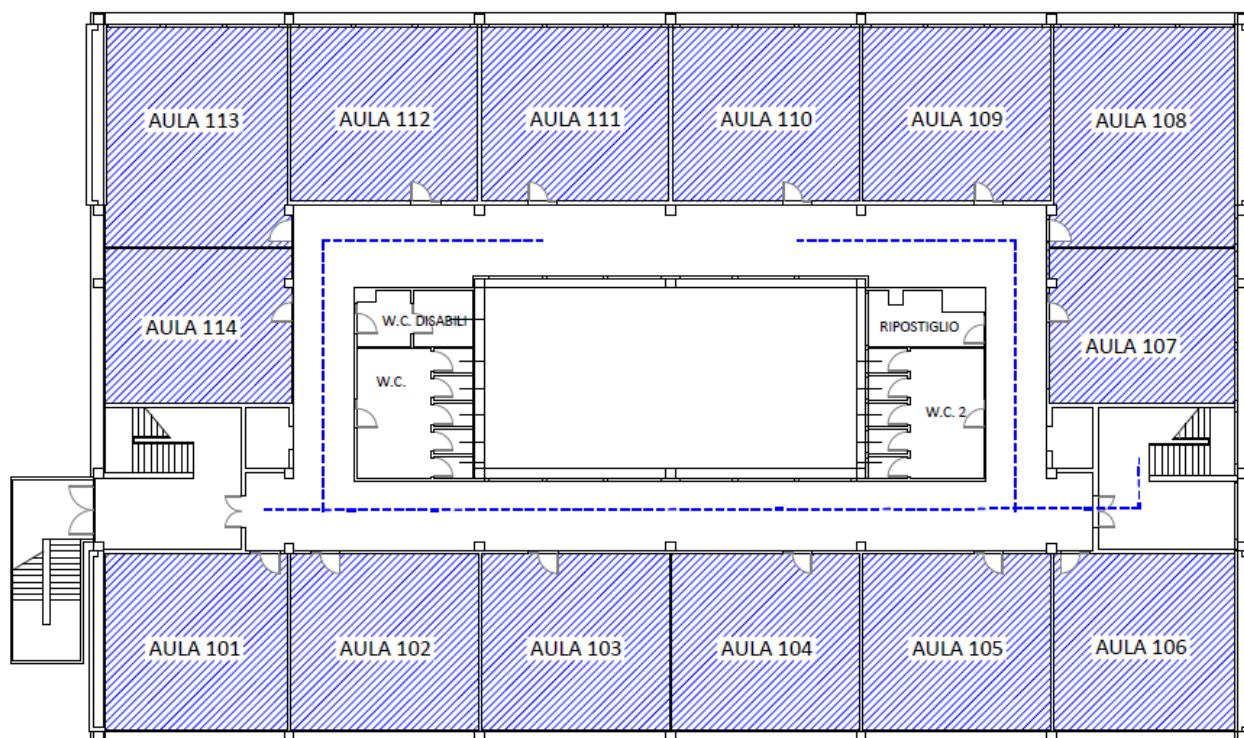 AULA 113
AULA 112
AULA 111
AULA 110
AULA 109
AULA 108
W.C. DISABILI
RIPOSTIGLIO
AULA 114
AULA 107
W.C.
W.C. 2
AULA 101
AULA 102
AULA 103
AULA 104
AULA 105
AULA 106